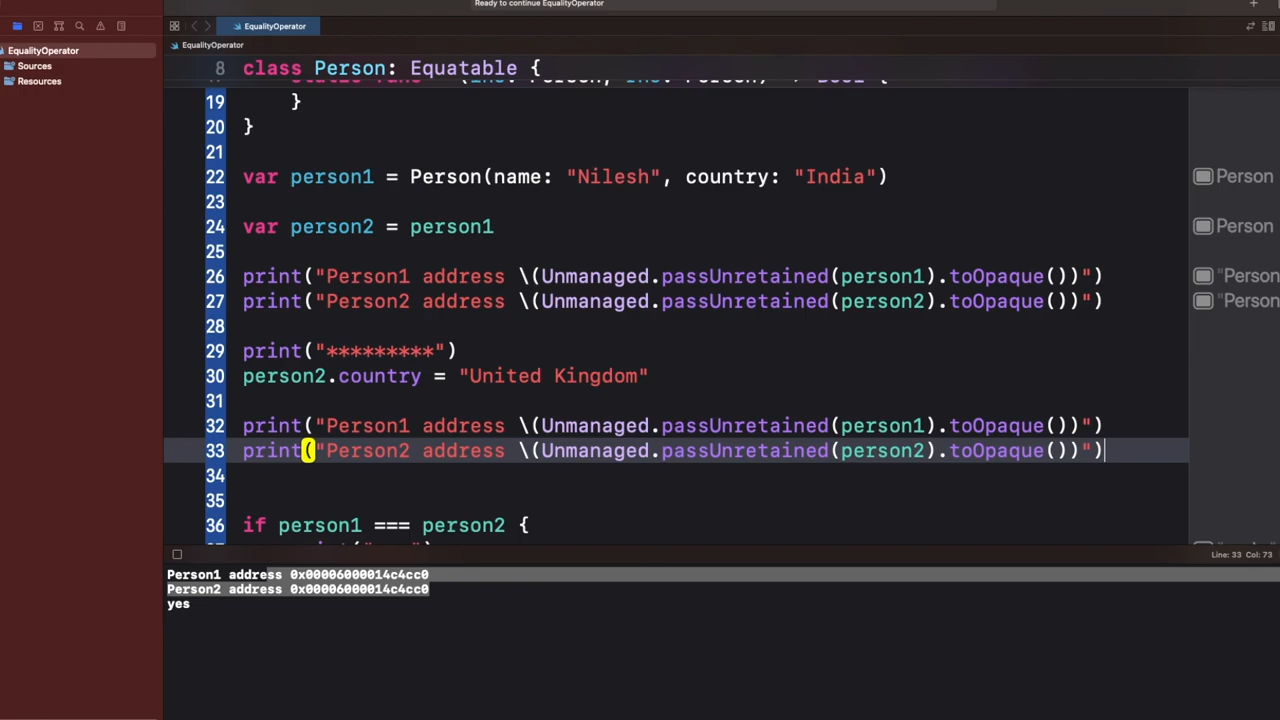 Ready to continue EqualityOperator
EqualityOperator
EqualityOperator
EqualityOperator
Sources
Resources
8 class Person: Equatable {
19 }
20 }
21
22 var person1 = Person(name: "Nilesh", country: "India")
Person
23
24 var person2 = person1
Person
25
26 print("Person1 address \(Unmanaged.passUnretained(person1).toOpaque())")
"Person
27 print("Person2 address \(Unmanaged.passUnretained(person2).toOpaque())")
"Person
28
29 print("*********")
30 person2.country = "United Kingdom"
31
32 print("Person1 address \(Unmanaged.passUnretained(person1).toOpaque())")
33 print("Person2 address \(Unmanaged.passUnretained(person2).toOpaque())")
34
35
36 if person1 === person2 {
Line: 33 Col: 73
Person1 address 0x00006000014c4cc0
Person2 address 0x00006000014c4cc0
yes